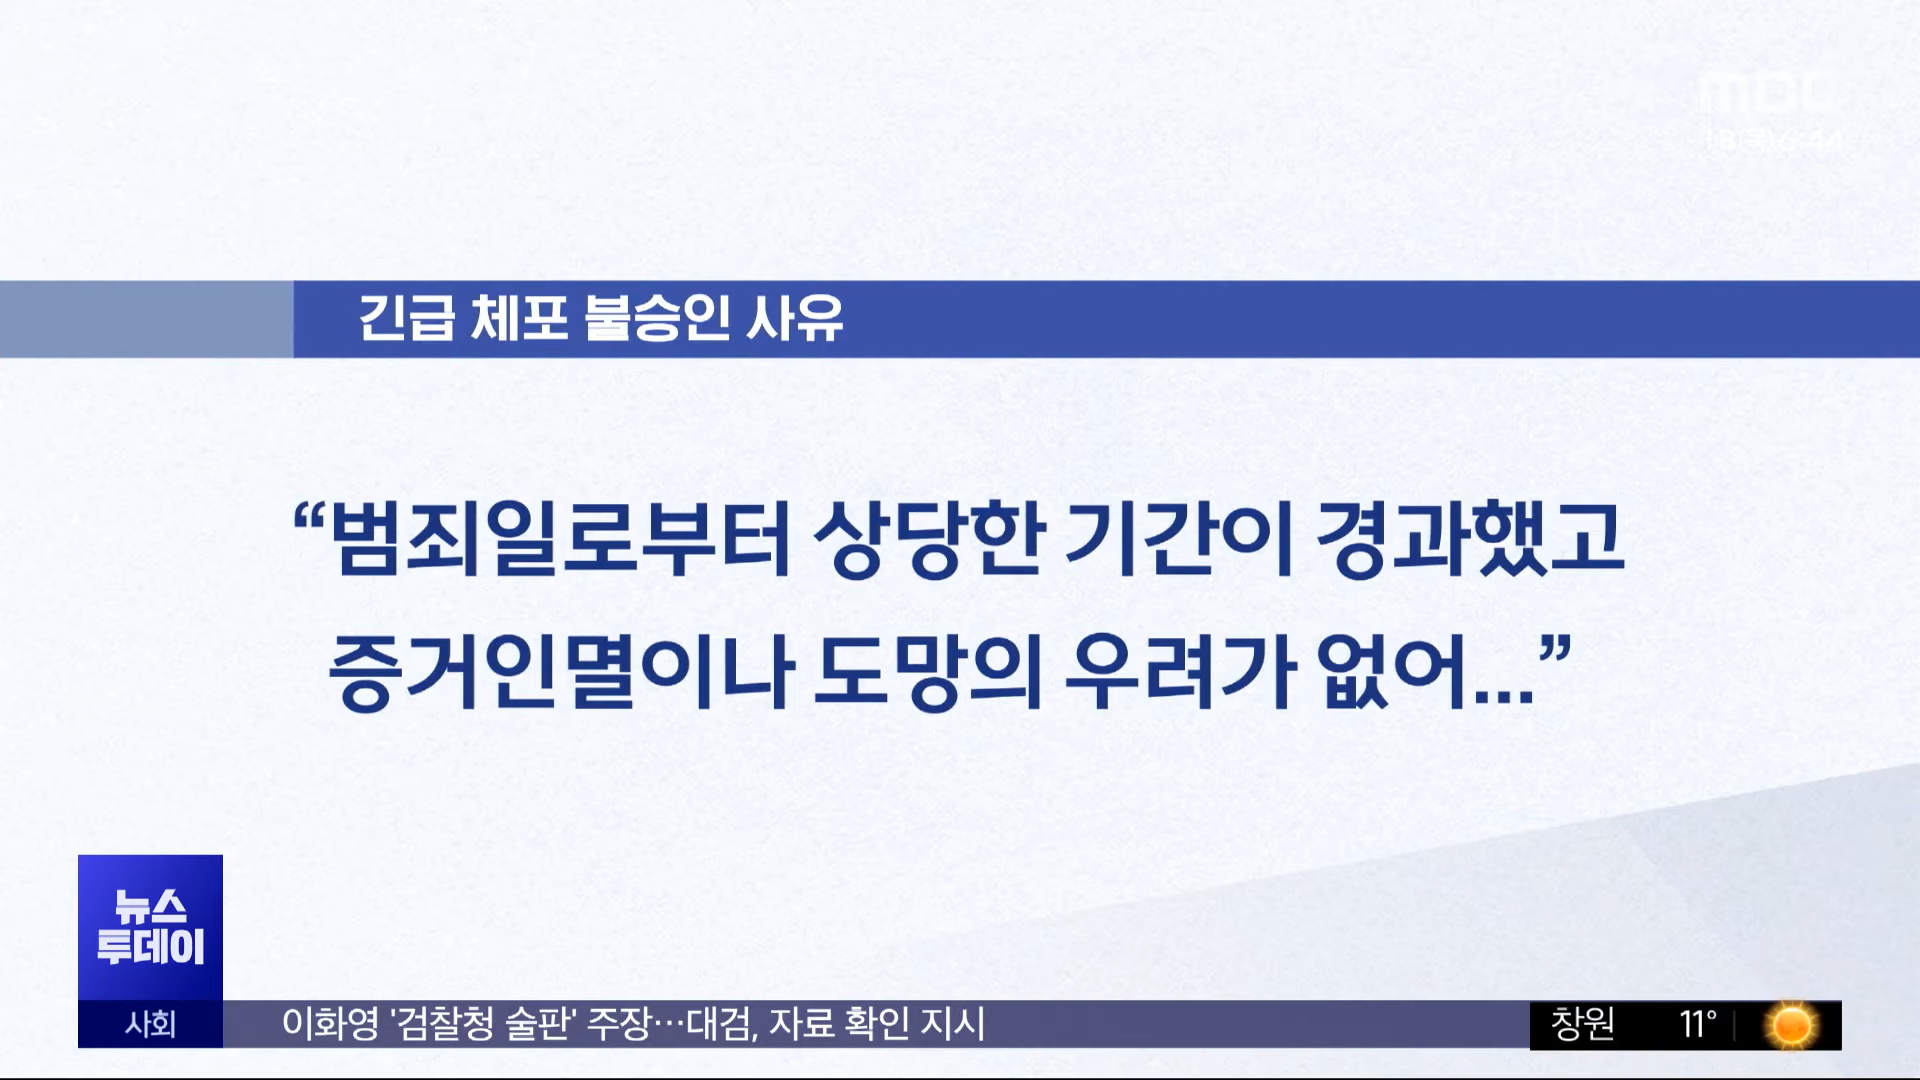 MBC
긴급 체포 불승인 사유
“범죄일로부터 상당한 기간이 경과했고
증거인멸이나 도망의 우려가 없어...”
뉴스
투데이
사회
이화영 '검찰청 술판' 주장…대검, 자료 확인 지시
창원 11°